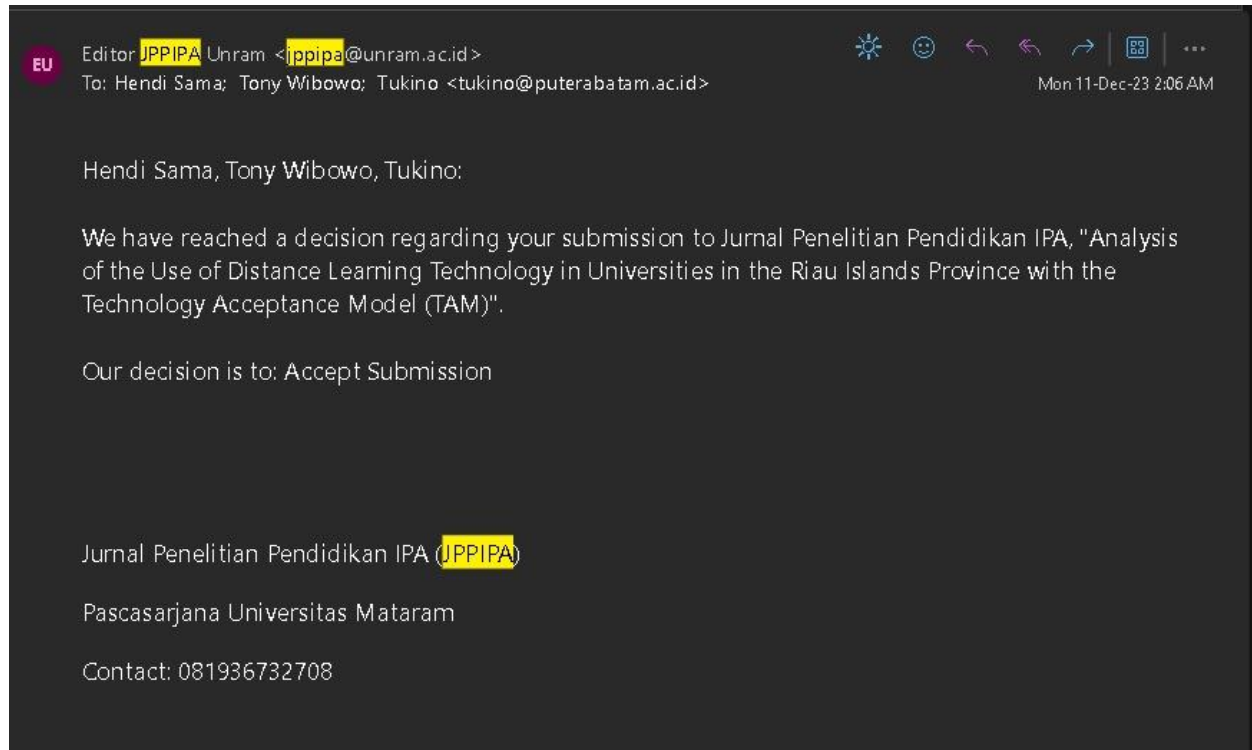 EU
Editor JPPIPA Unram <jppipa@unram.ac.id>
To: Hendi Sama; Tony Wibowo; Tukino <tukino@puterabatam.ac.id>
Mon 11-Dec-23 2:06 AM
Hendi Sama, Tony Wibowo, Tukino:
We have reached a decision regarding your submission to Jurnal Penelitian Pendidikan IPA, "Analysis
of the Use of Distance Learning Technology in Universities in the Riau Islands Province with the
Technology Acceptance Model (TAM)".
Our decision is to: Accept Submission
Jurnal Penelitian Pendidikan IPA (JPPIPA)
Pascasarjana Universitas Mataram
Contact: 081936732708